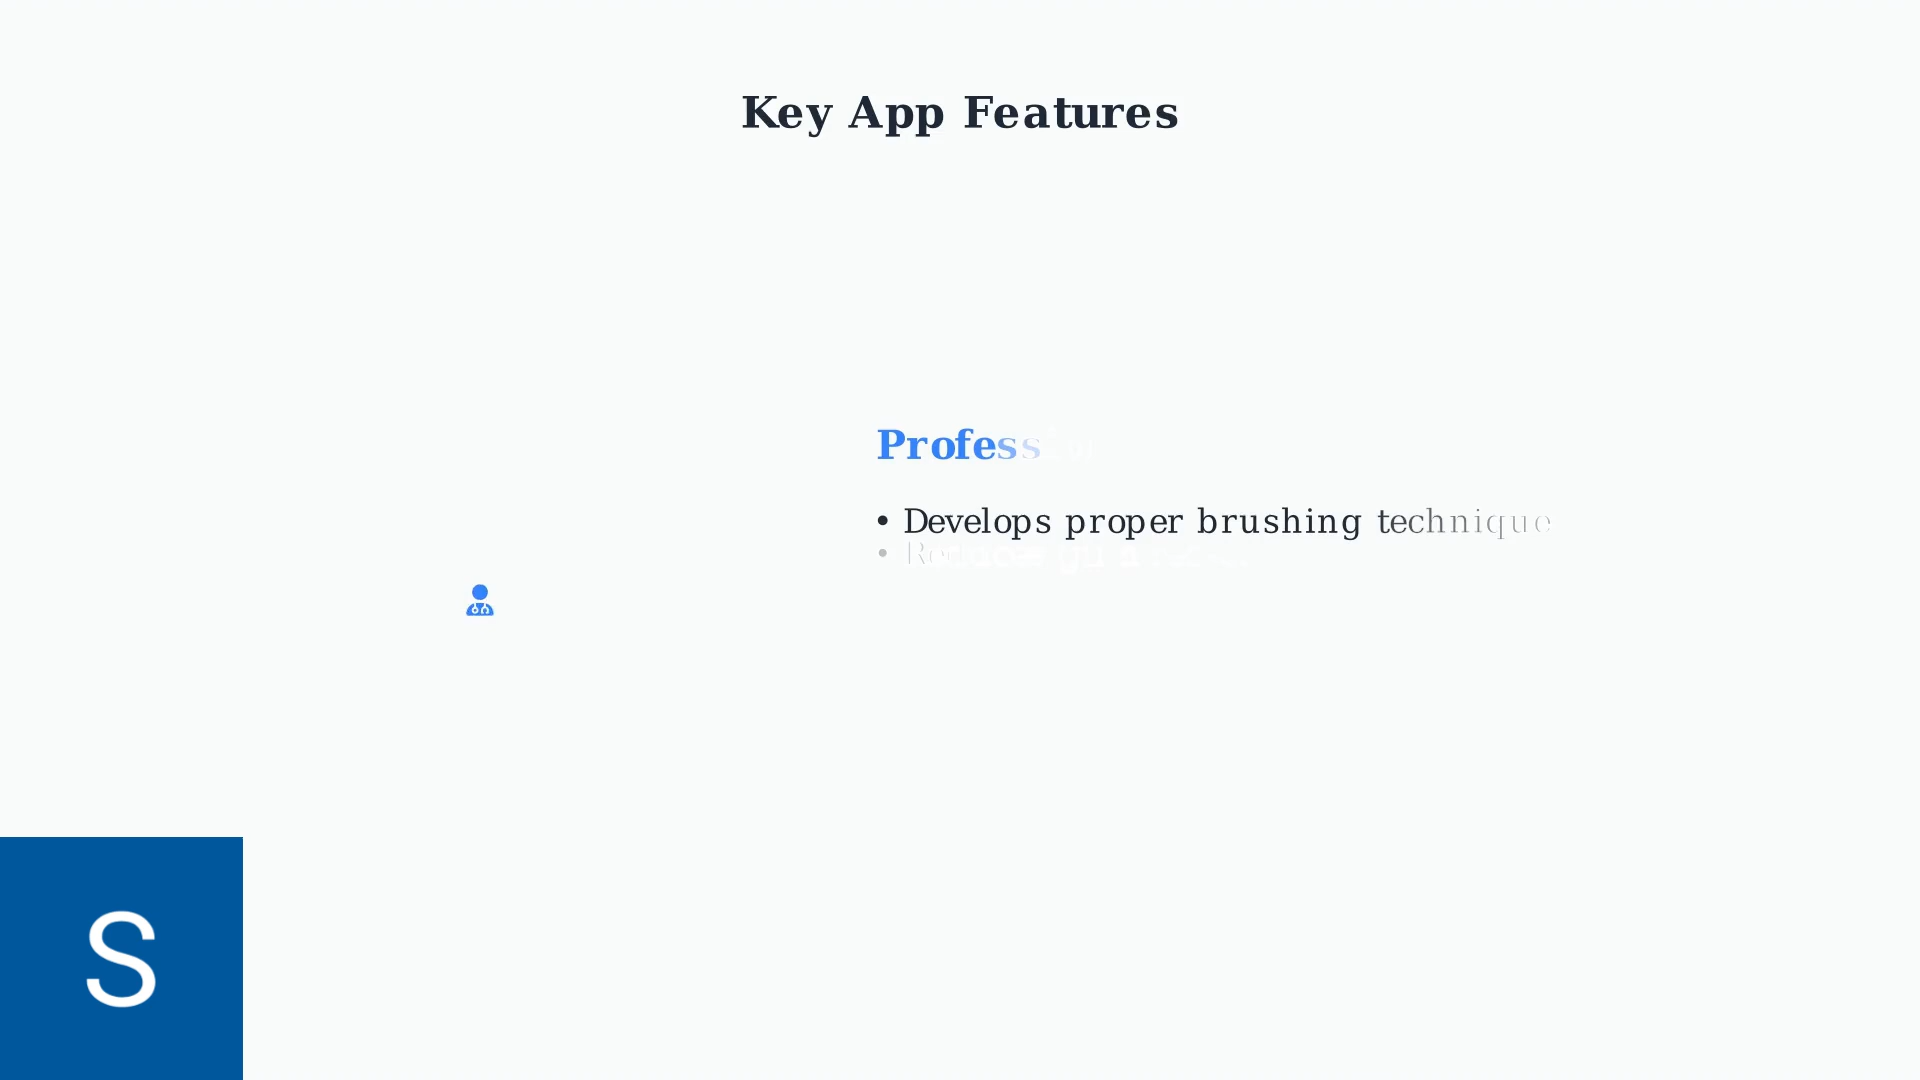 Key App Features
Profess
• Develops proper brushing technique
S